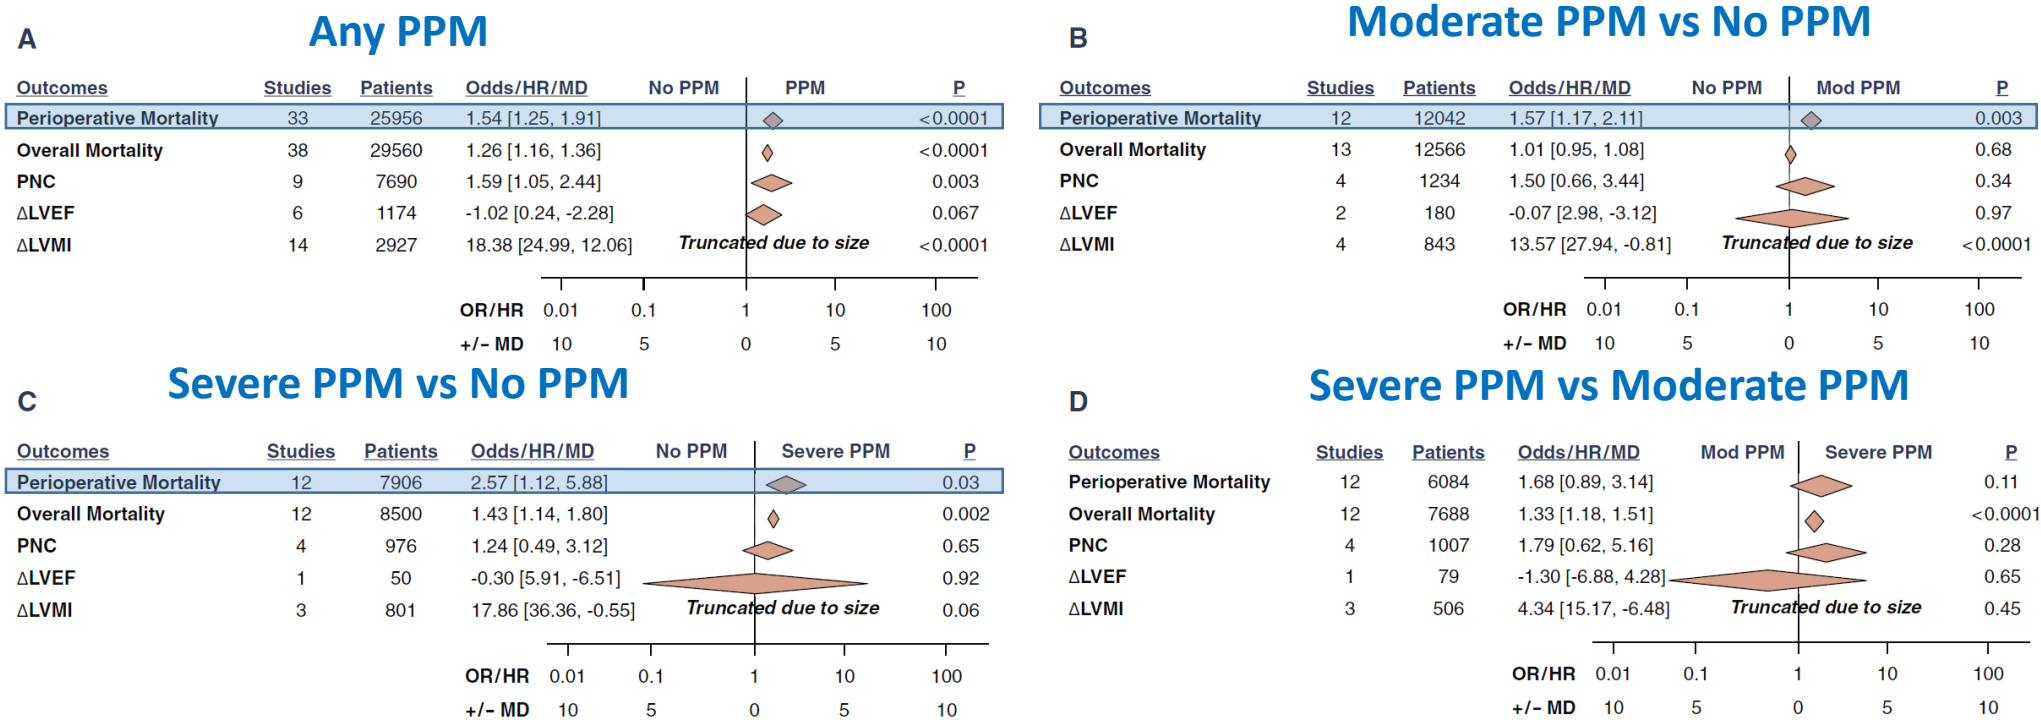 A
Any PPM
Outcomes Studies Patients Odds/HR/MD No PPM PPM P
Perioperative Mortality 33 25956 1.54 [1.25, 1.91] <0.0001
Overall Mortality 38 29560 1.26 [1.16, 1.36] <0.0001
PNC 9 7690 1.59 [1.05, 2.44] 0.003
ΔLVEF 6 1174 -1.02 [0.24, -2.28] 0.067
ΔLVMI 14 2927 18.38 [24.99, 12.06] Truncated due to size <0.0001
OR/HR 0.01 0.1 1 10 100
+/− MD 10 5 0 5 10
B
Moderate PPM vs No PPM
Outcomes Studies Patients Odds/HR/MD No PPM Mod PPM P
Perioperative Mortality 12 12042 1.57 [1.17, 2.11] 0.003
Overall Mortality 13 12566 1.01 [0.95, 1.08] 0.68
PNC 4 1234 1.50 [0.66, 3.44] 0.34
ΔLVEF 2 180 -0.07 [2.98, -3.12] 0.97
ΔLVMI 4 843 13.57 [27.94, -0.81] Truncated due to size <0.0001
OR/HR 0.01 0.1 1 10 100
+/− MD 10 5 0 5 10
C
Severe PPM vs No PPM
Outcomes Studies Patients Odds/HR/MD No PPM Severe PPM P
Perioperative Mortality 12 7906 2.57 [1.12, 5.88] 0.03
Overall Mortality 12 8500 1.43 [1.14, 1.80] 0.002
PNC 4 976 1.24 [0.49, 3.12] 0.65
ΔLVEF 1 50 -0.30 [5.91, -6.51] 0.92
ΔLVMI 3 801 17.86 [36.36, -0.55] Truncated due to size 0.06
OR/HR 0.01 0.1 1 10 100
+/− MD 10 5 0 5 10
D
Severe PPM vs Moderate PPM
Outcomes Studies Patients Odds/HR/MD Mod PPM Severe PPM P
Perioperative Mortality 12 6084 1.68 [0.89, 3.14] 0.11
Overall Mortality 12 7688 1.33 [1.18, 1.51] <0.0001
PNC 4 1007 1.79 [0.62, 5.16] 0.28
ΔLVEF 1 79 -1.30 [-6.88, 4.28] 0.65
ΔLVMI 3 506 4.34 [15.17, -6.48] Truncated due to size 0.45
OR/HR 0.01 0.1 1 10 100
+/− MD 10 5 0 5 10